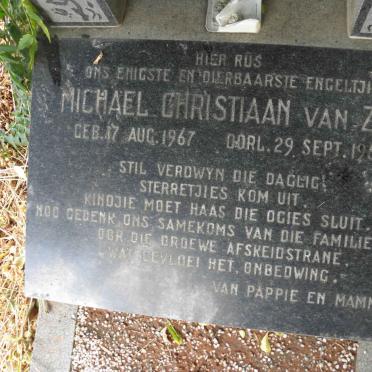 HIER RUS
ONS ENIGSTE EN DIERBAARSTE ENGELTJI
MICHAEL CHRISTIAAN VAN Z
GEB. 17 AUG. 1967 OORL. 29 SEPT. 19
STIL VERDWYN DIE DAGLIG
STERRETJIES KOM UIT
KINDJIE MOET HAAS DIE OGIES SLUIT.
NOG GEDENK ONS SAMEKOMS VAN DIE FAMILIE
OOR DIE DROEWE AFSKEIDSTRANE,
WAT GEVLOEI HET, ONBEDWING.
VAN PAPPIE EN MAMM